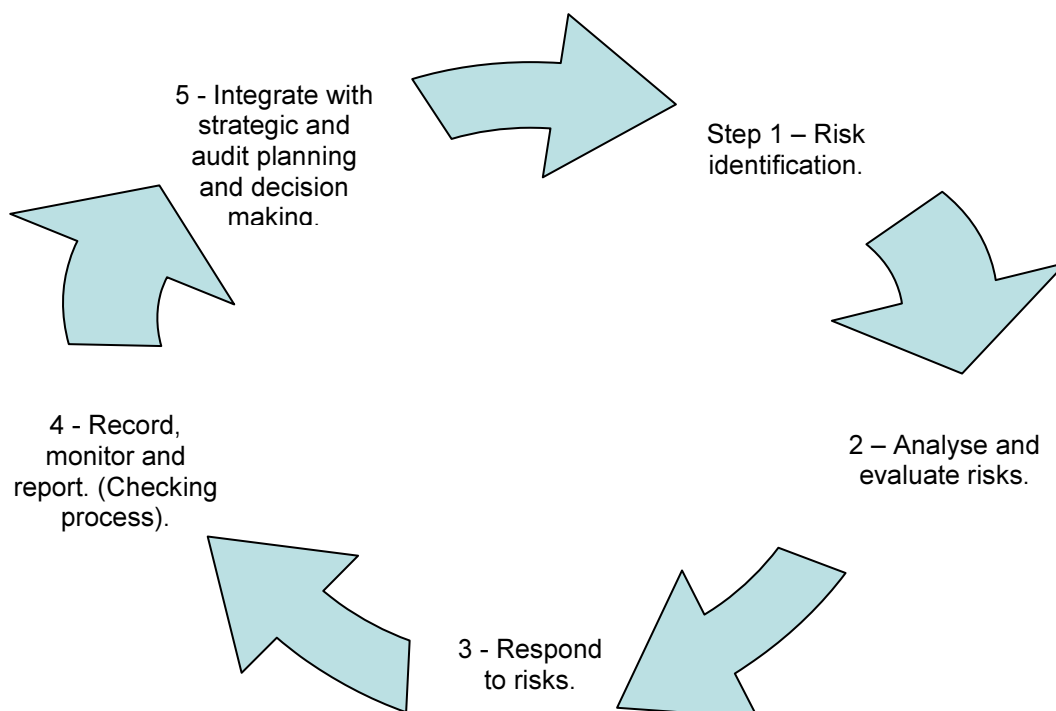 5 - Integrate with
strategic and
audit planning
and decision
making.
Step 1 – Risk
identification.
2 – Analyse and
evaluate risks.
3 - Respond
to risks.
4 - Record,
monitor and
report. (Checking
process).